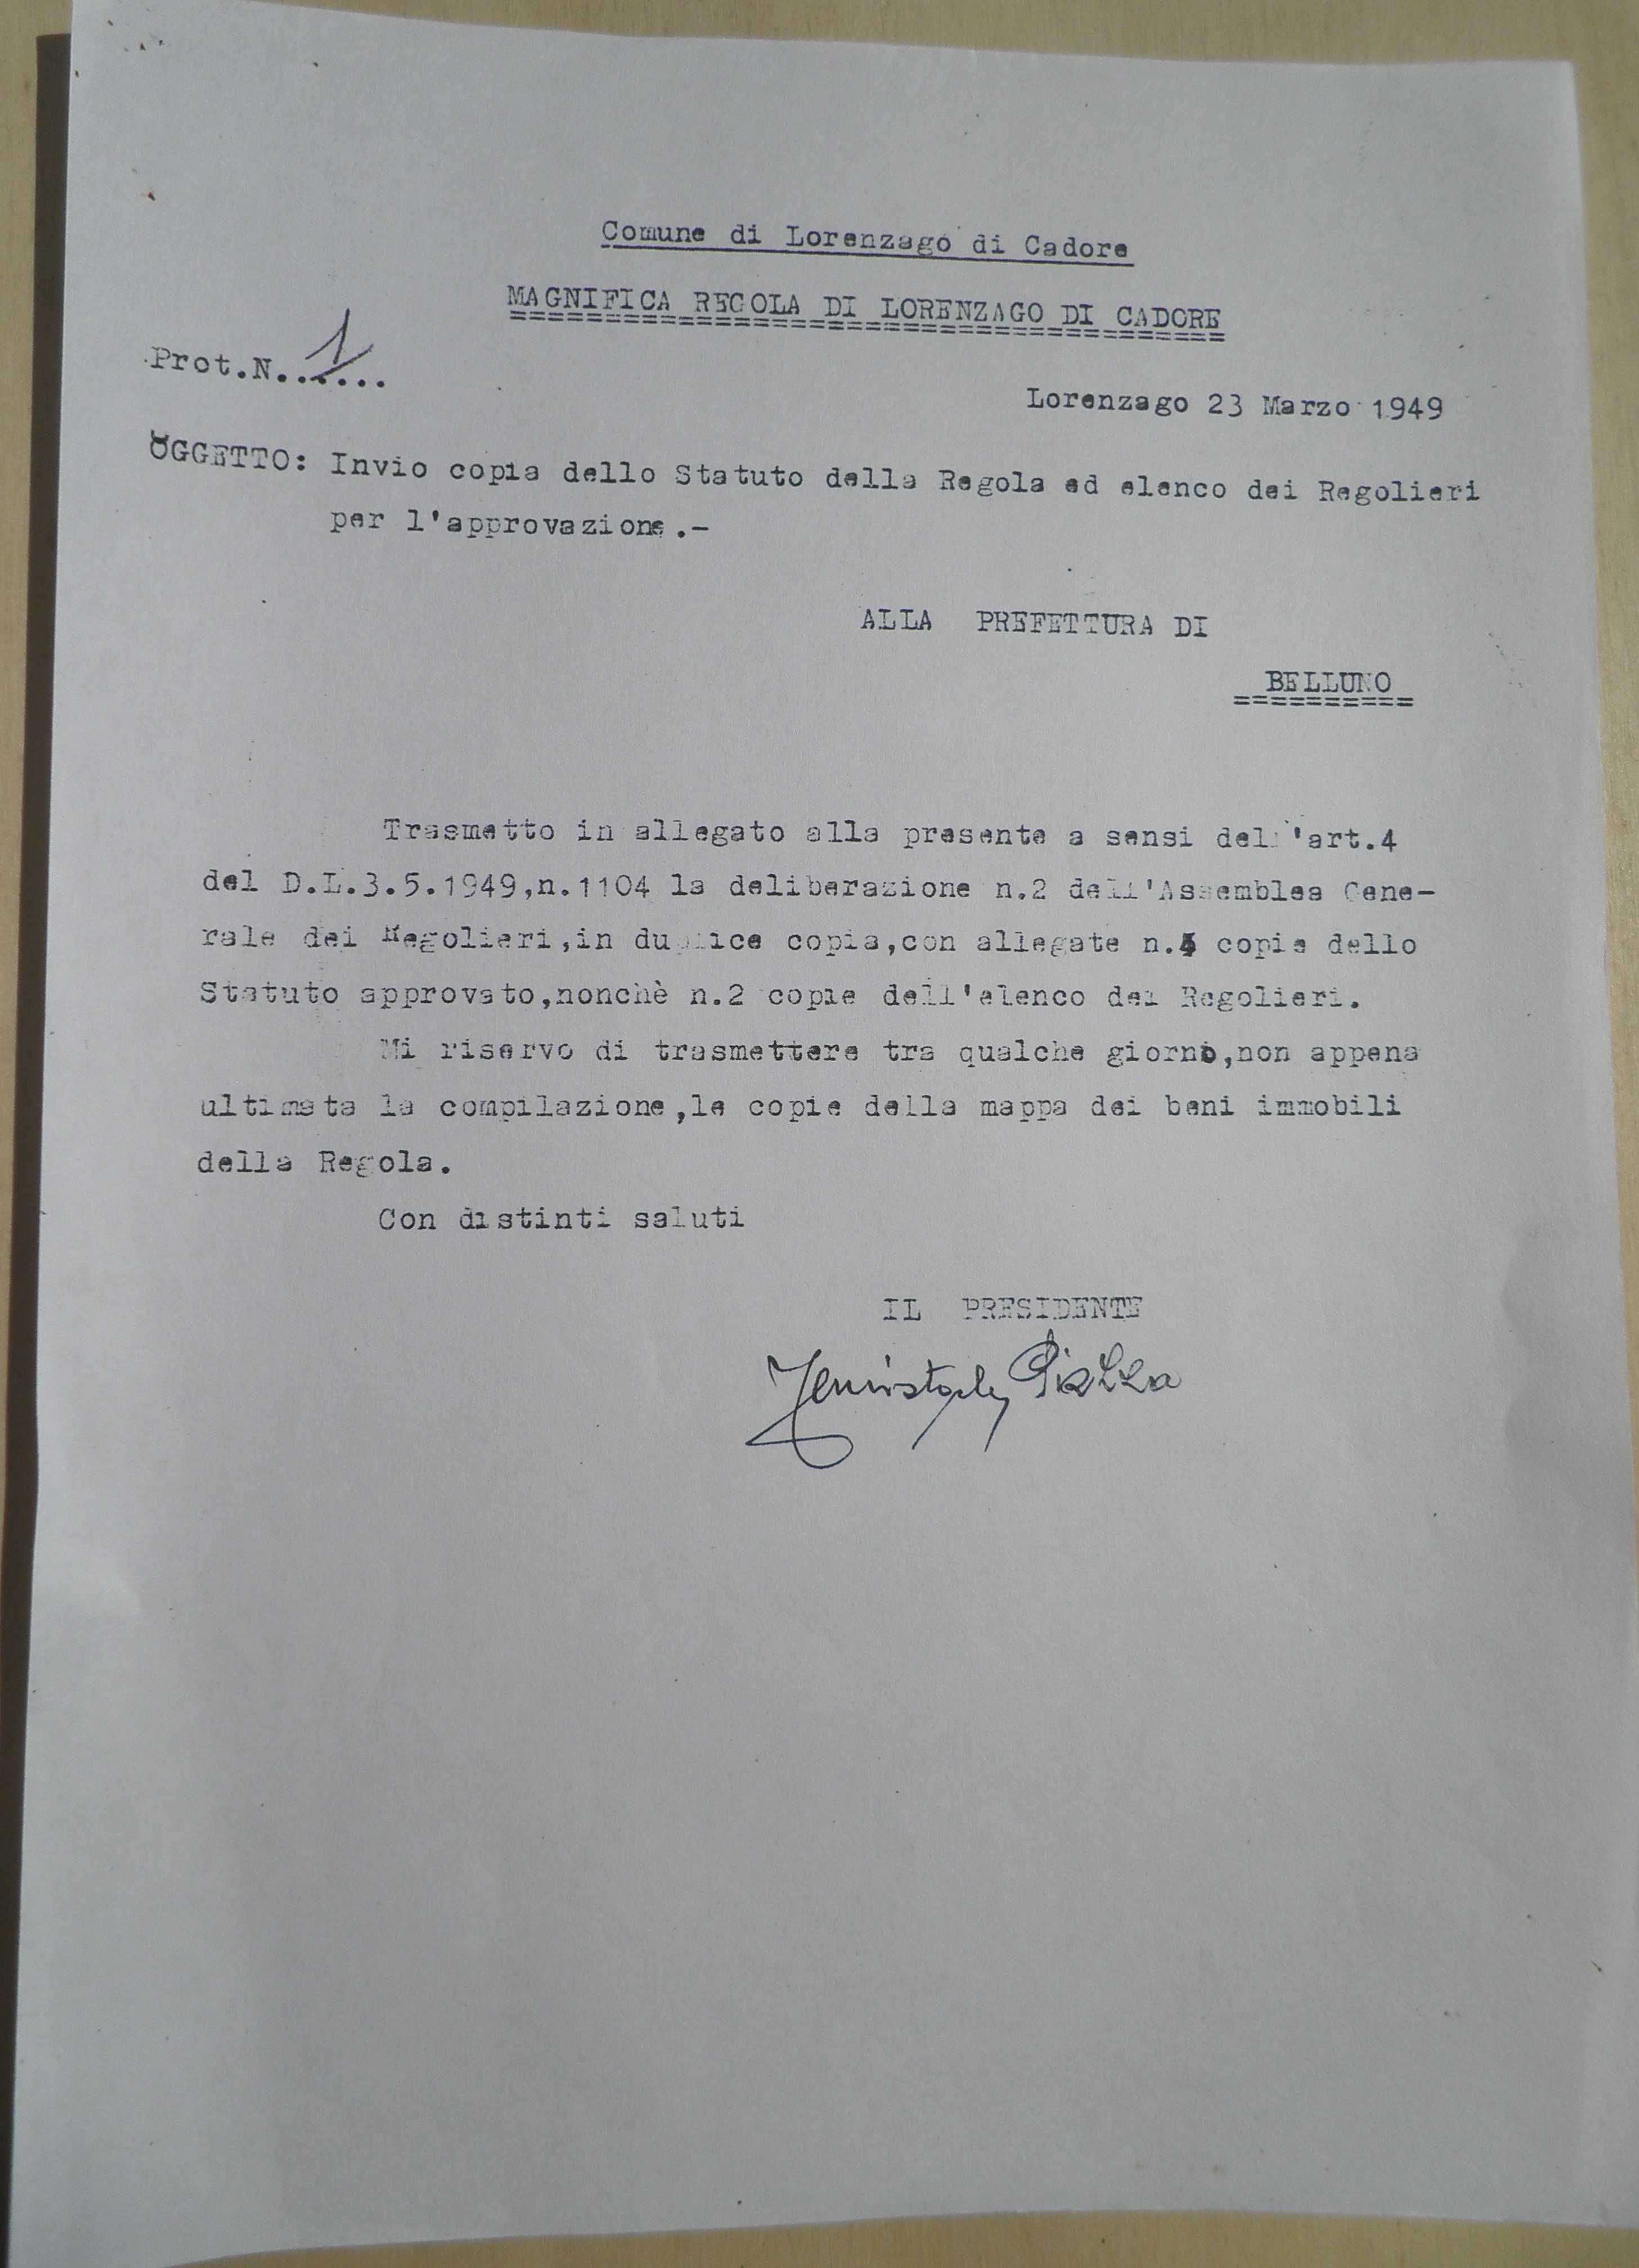 Comune di Lorenzago di Cadore
MAGNIFICA REGOLA DI LORENZAGO DI CADORE
Prot.N...1...
Lorenzago 23 Marzo 1949
OGGETTO: Invio copia dello Statuto della Regola ed elenco dei Regolieri
per l'approvazione.-
ALLA PREFETTURA DI
BELLUNO
Trasmetto in allegato alla presente a sensi dell'art.4
del D.L.3.5.1949,n.1104 la deliberazione n.2 dell'Assemblea Gene-
rale dei Regolieri,in duplice copia,con allegate n. copie dello
Statuto approvato,nonchè n.2 copie dell'elenco dei Regolieri.
Mi riservo di trasmettere tra qualche giorno,non appena
ultimata la compilazione,le copie della mappa dei beni immobili
della Regola.
Con distinti saluti
IL PRESIDENTE
Piazza